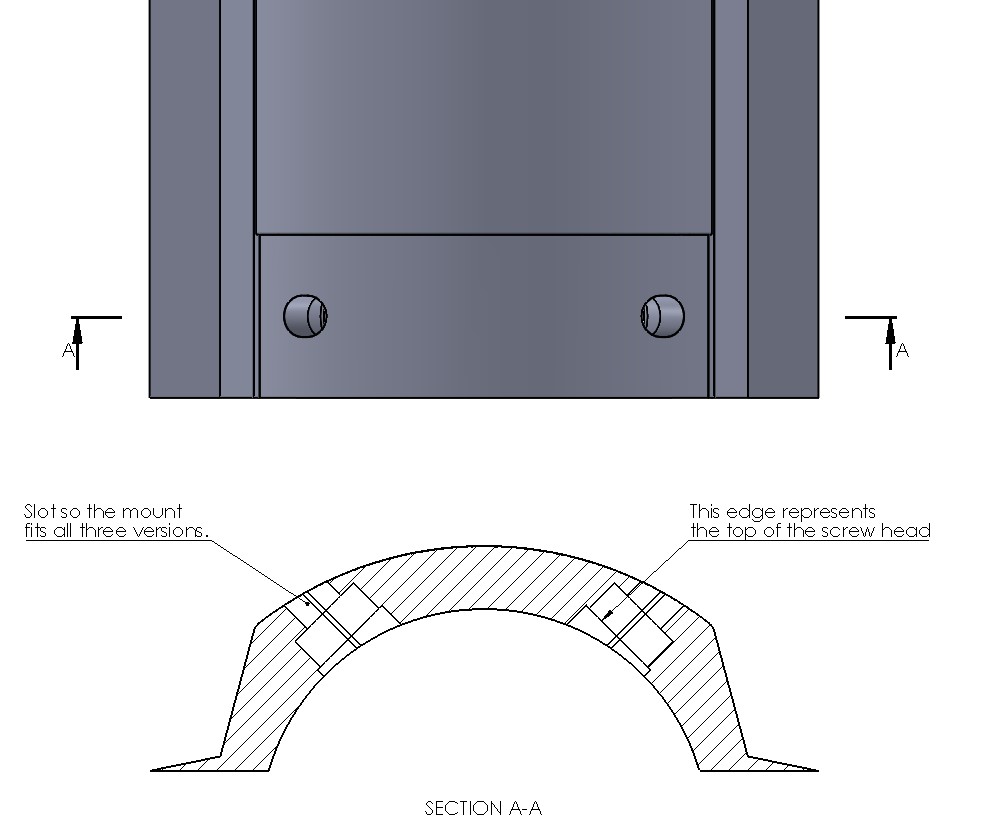 A
A
Slot so the mount
fits all three versions.
This edge represents
the top of the screw head
SECTION A-A